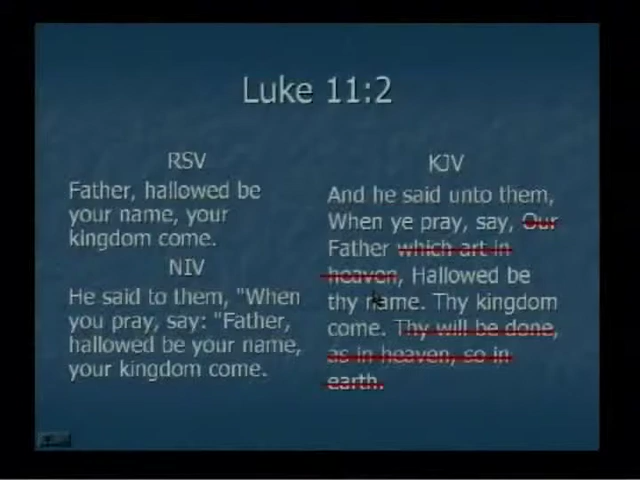 Luke 11:2
RSV
Father, hallowed be
your name, your
kingdom come.
NIV
He said to them, "When
you pray, say: "Father,
hallowed be your name,
your kingdom come.
KJV
And he said unto them,
When ye pray, say, Our
Father which art in
heaven, Hallowed be
thy name. Thy kingdom
come. Thy will be done,
as in heaven, so in
earth.